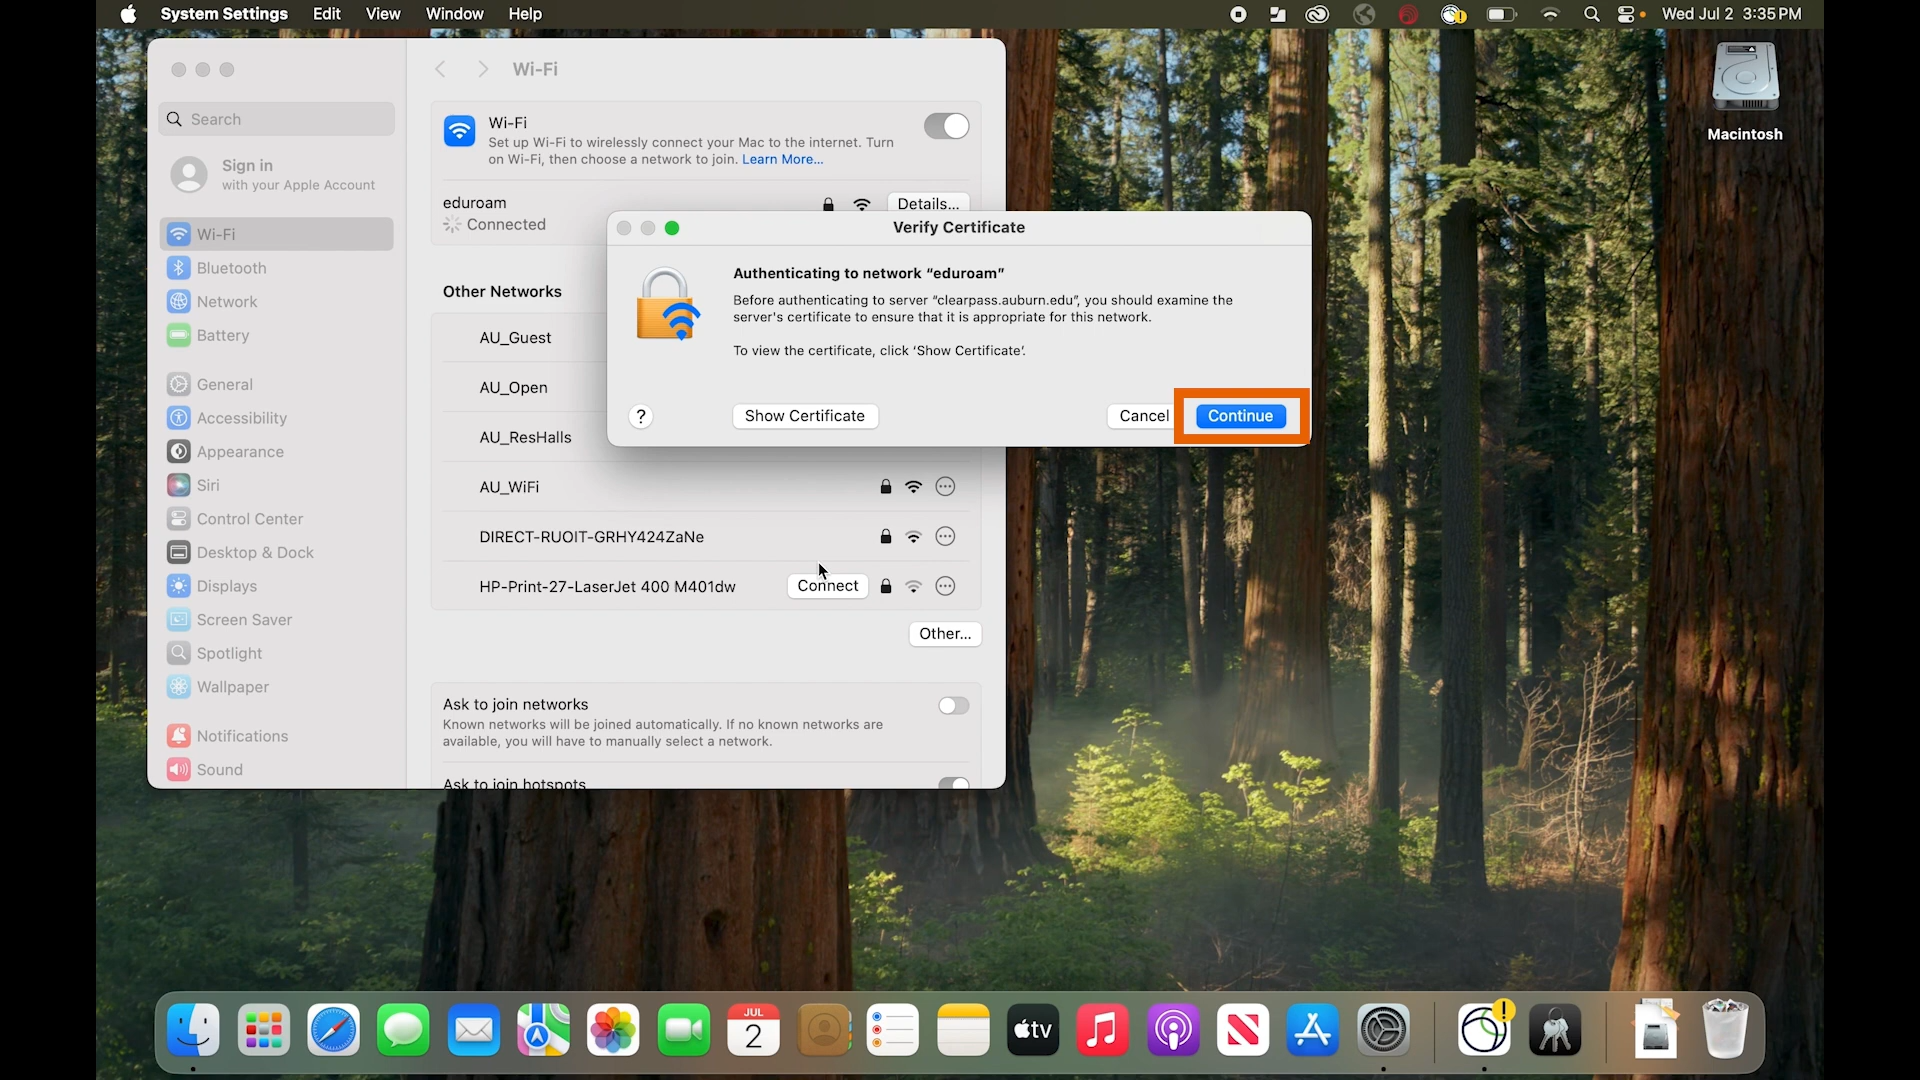 System Settings Edit View Window Help
Wed Jul 2 3:35 PM
Macintosh
Search
Sign in
with your Apple Account
Wi-Fi
Bluetooth
Network
Battery
General
Accessibility
Appearance
Siri
Control Center
Desktop & Dock
Displays
Screen Saver
Spotlight
Wallpaper
Notifications
Sound
Wi-Fi
Wi-Fi
Set up Wi-Fi to wirelessly connect your Mac to the internet. Turn
on Wi-Fi, then choose a network to join. Learn More...
eduroam
Details...
Connected
Other Networks
AU_Guest
AU_Open
AU_ResHalls
AU_WiFi
DIRECT-RUOIT-GRHY424ZaNe
HP-Print-27-LaserJet 400 M401dw
Connect
Other...
Ask to join networks
Known networks will be joined automatically. If no known networks are
available, you will have to manually select a network.
Ask to join hotspots
Verify Certificate
Authenticating to network “eduroam”
Before authenticating to server “clearpass.auburn.edu”, you should examine the
server's certificate to ensure that it is appropriate for this network.
To view the certificate, click ‘Show Certificate’.
?
Show Certificate
Cancel
Continue
JUL
2
tv
!